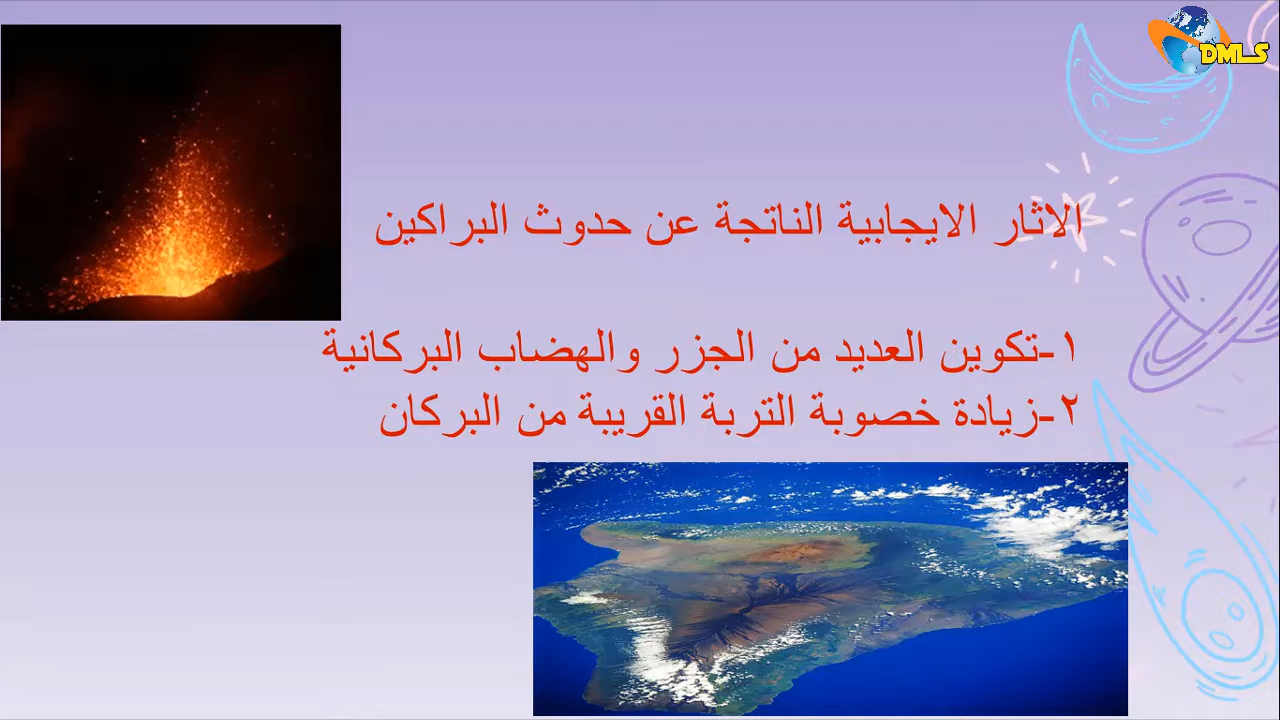 DMLS
الاثار الايجابية الناتجة عن حدوث البراكين
١-تكوين العديد من الجزر والهضاب البركانية
٢-زيادة خصوبة التربة القريبة من البركان